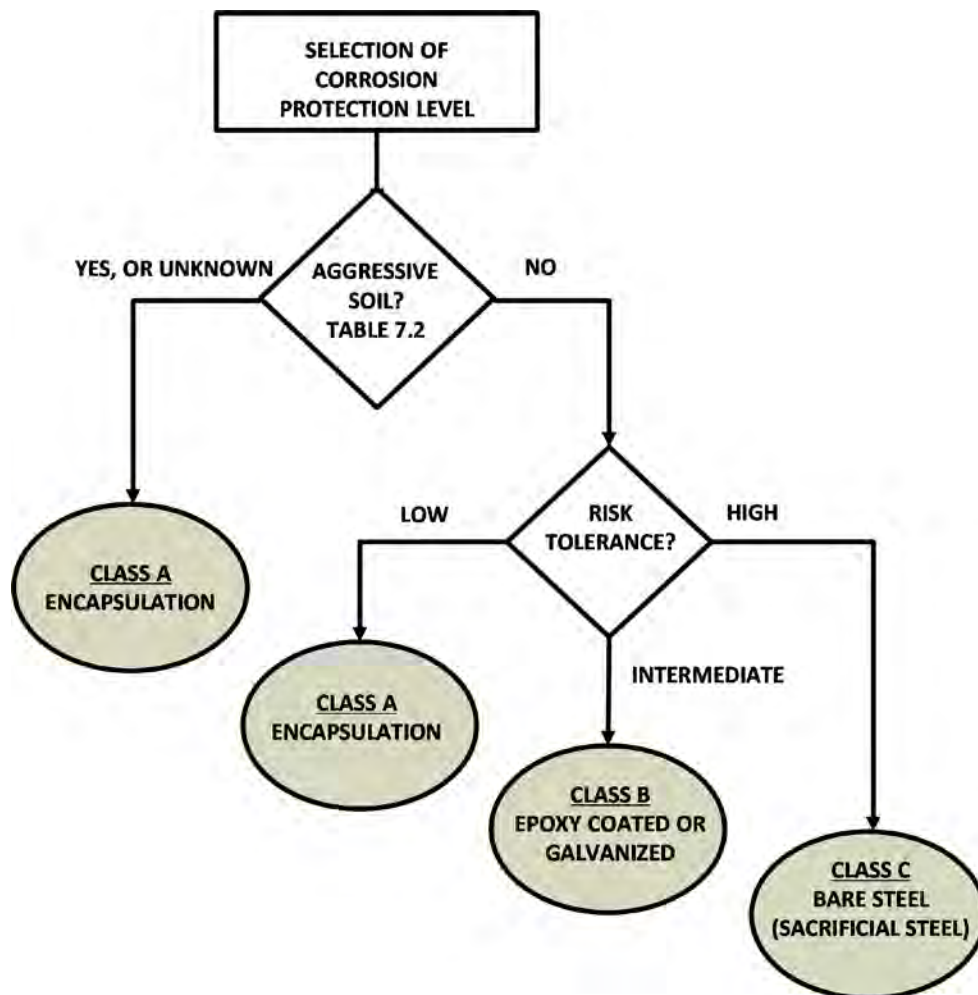 SELECTION OF
CORROSION
PROTECTION LEVEL
YES, OR UNKNOWN
AGGRESSIVE
SOIL?
TABLE 7.2
NO
LOW
RISK
TOLERANCE?
HIGH
CLASS A
ENCAPSULATION
INTERMEDIATE
CLASS A
ENCAPSULATION
CLASS B
EPOXY COATED OR
GALVANIZED
CLASS C
BARE STEEL
(SACRIFICIAL STEEL)